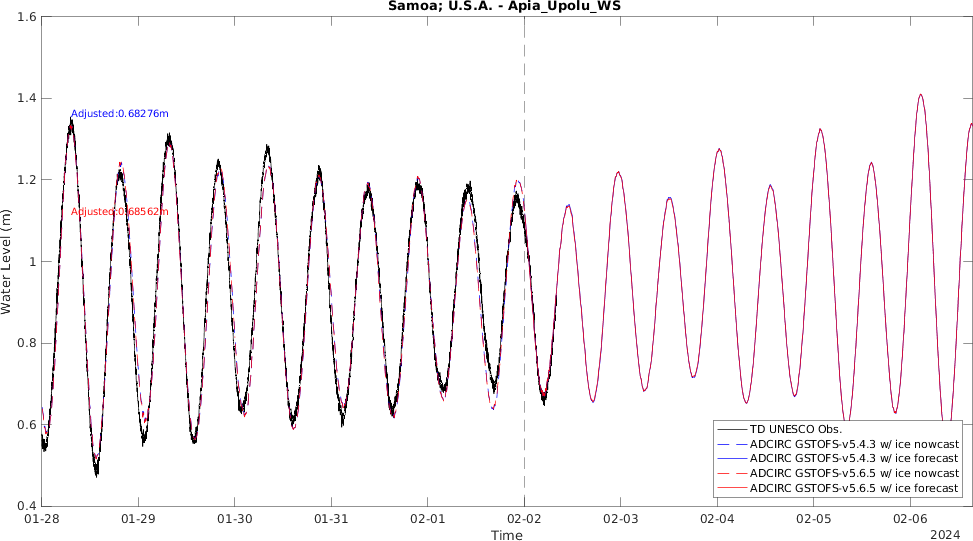 Samoa; U.S.A. - Apia_Upolu_WS
1.6
1.4
1.2
1
0.8
0.6
0.4
Water Level (m)
Adjusted:0.68276m
Adjusted:0.68562m
TD UNESCO Obs.
ADCIRC GSTOFS-v5.4.3 w/ ice nowcast
ADCIRC GSTOFS-v5.4.3 w/ ice forecast
ADCIRC GSTOFS-v5.6.5 w/ ice nowcast
ADCIRC GSTOFS-v5.6.5 w/ ice forecast
01-28 01-29 01-30 01-31 02-01 02-02 02-03 02-04 02-05 02-06
Time
2024